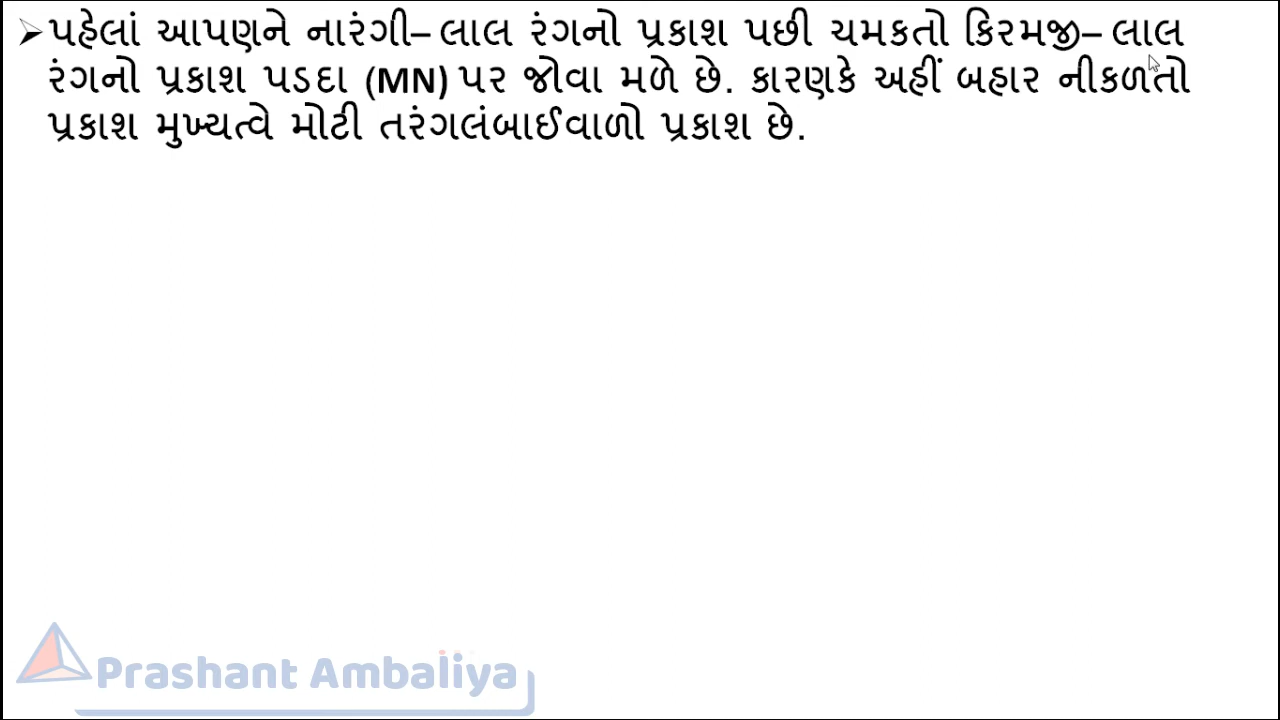 ➢પહેલાં આપણને નારંગી– લાલ રંગનો પ્રકાશ પછી ચમકતો કિરમજી– લાલ
રંગનો પ્રકાશ પડદા (MN) પર જોવા મળે છે. કારણકે અહીં બહાર નીકળતો
પ્રકાશ મુખ્યત્વે મોટી તરંગલંબાઈવાળો પ્રકાશ છે.
Prashant Ambaliya